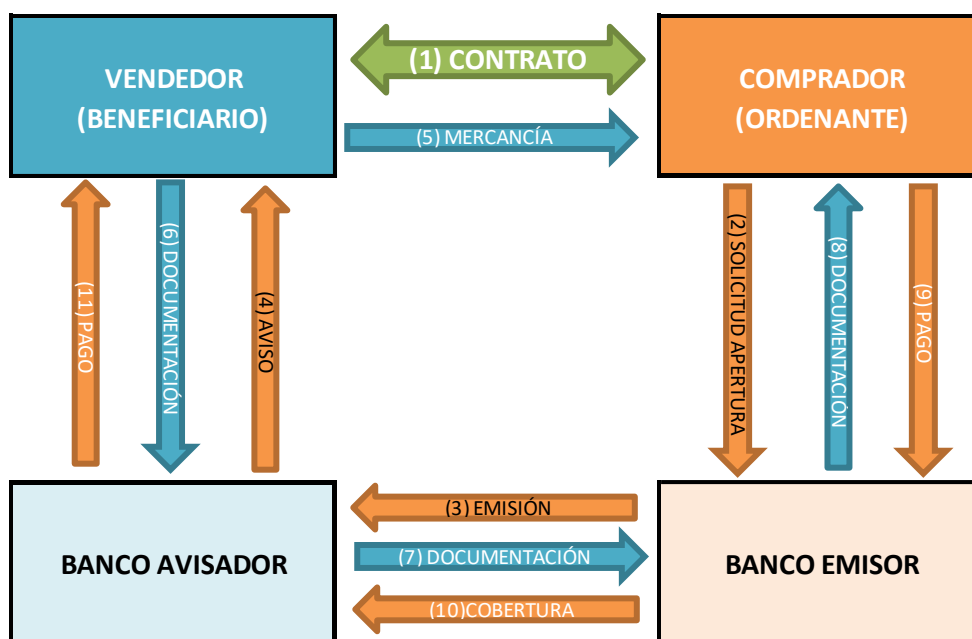 VENDEDOR
(BENEFICIARIO)
(1) CONTRATO
(5) MERCANCÍA
COMPRADOR
(ORDENANTE)
(11) PAGO
(6) DOCUMENTACIÓN
(4) AVISO
(2) SOLICITUD APERTURA
(8) DOCUMENTACIÓN
(9) PAGO
BANCO AVISADOR
(3) EMISIÓN
(7) DOCUMENTACIÓN
(10)COBERTURA
BANCO EMISOR